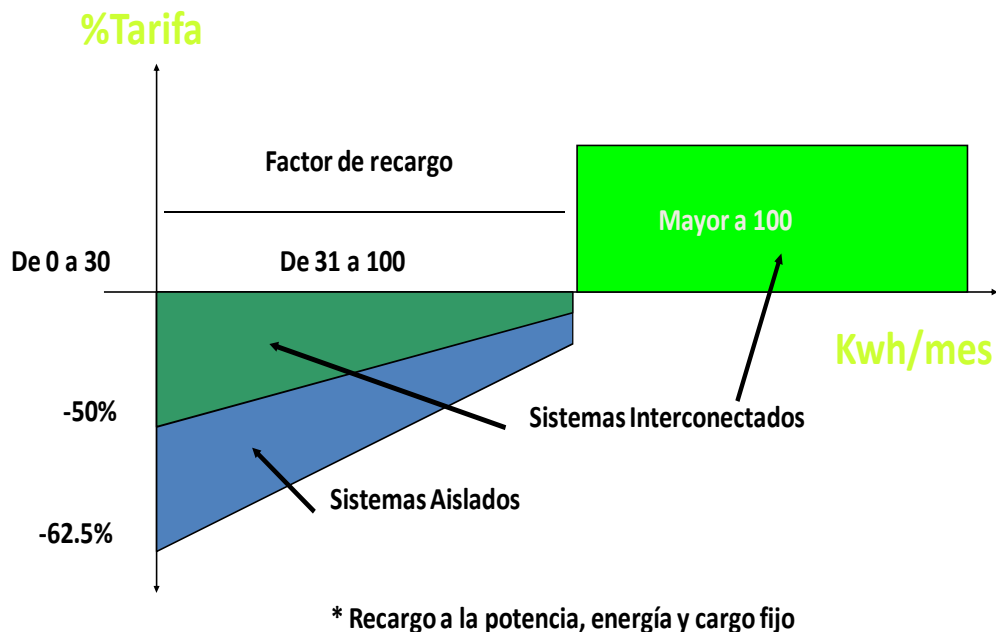 %Tarifa
Factor de recargo
Mayor a 100
De 0 a 30
De 31 a 100
Kwh/mes
-50%
Sistemas Interconectados
Sistemas Aislados
-62.5%
* Recargo a la potencia, energía y cargo fijo